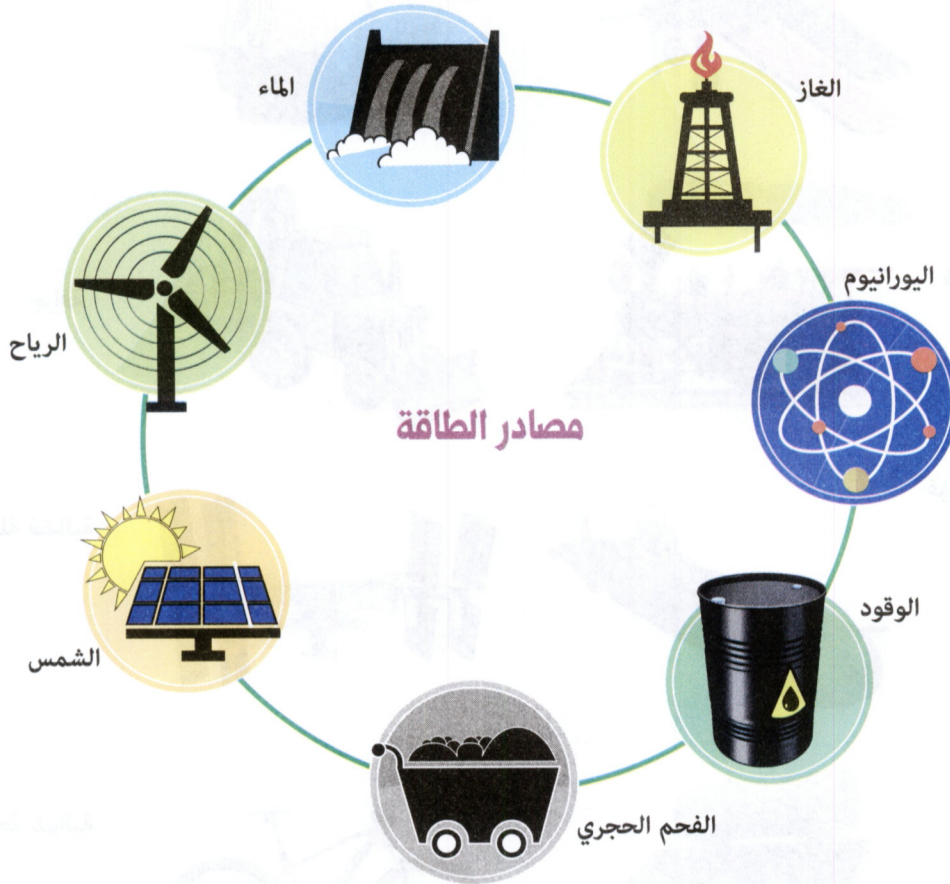 الماء
الغاز
اليورانيوم
الرياح
مصادر الطاقة
الوقود
الشمس
الفحم الحجري